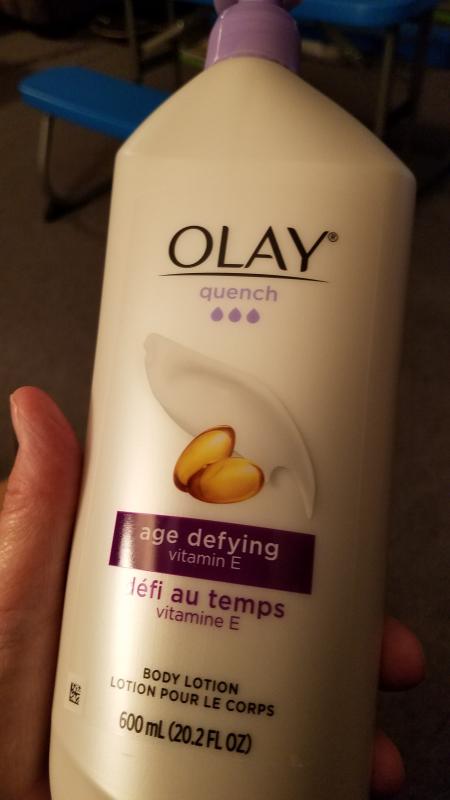 OLAY®
quench
age defying
vitamin E
défi au temps
vitamine E
BODY LOTION
LOTION POUR LE CORPS
600 mL (20.2 FL OZ)